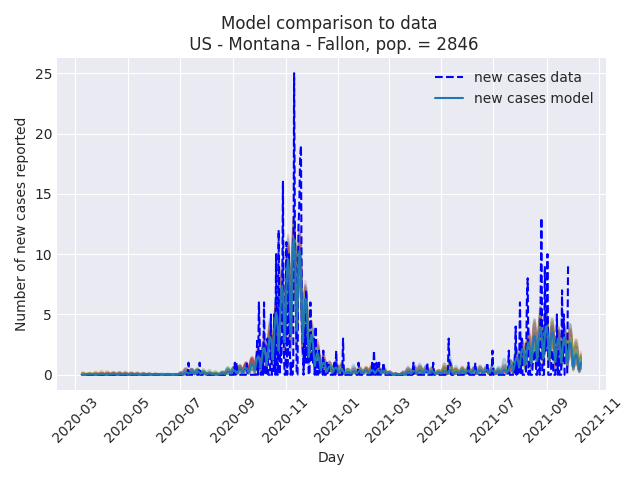 Model comparison to data
US - Montana - Fallon, pop. = 2846
new cases data
new cases model
Number of new cases reported
25
20
15
10
5
0
2020-03
2020-05
2020-07
2020-09
2020-11
2021-01
2021-03
2021-05
2021-07
2021-09
2021-11
Day